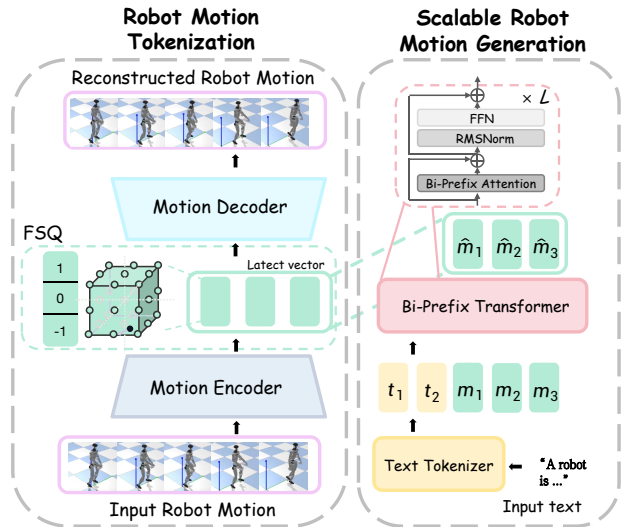 Robot Motion
Tokenization
Reconstructed Robot Motion
Motion Decoder
FSQ
1
0
-1
Latect vector
Motion Encoder
Input Robot Motion
Scalable Robot
Motion Generation
× L
FFN
RMSNorm
Bi-Prefix Attention
m̂1 m̂2 m̂3
Bi-Prefix Transformer
t1 t2 m1 m2 m3
Text Tokenizer
“A robot
is ...”
Input text